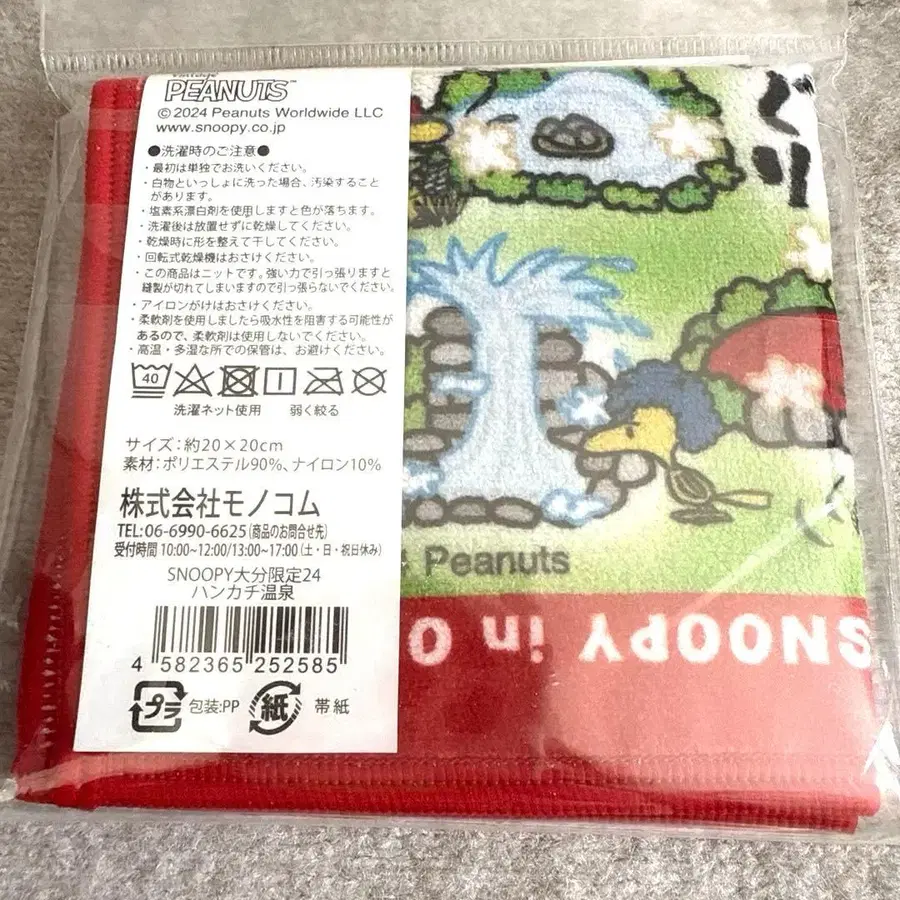 Vintage
PEANUTS™
©2024 Peanuts Worldwide LLC
www.snoopy.co.jp
●洗濯時のご注意●
・最初は単独でお洗いください。
・白物といっしょに洗った場合、汚染すること
があります。
・塩素系漂白剤を使用しますと色が落ちます。
・洗濯後は放置せずに乾燥してください。
・乾燥時に形を整えて干してください。
・回転式乾燥機はおさけください。
・この商品はニットです。強い力で引っ張りますと
縫製が切れてしまいますので引っ張らないでください。
・アイロンがけはおさけください。
・柔軟剤を使用しましたら吸水性を阻害する可能性が
あるので、柔軟剤は使用しないでください。
・高温・多湿な所での保管は、お避けください。
40
洗濯ネット使用 弱く絞る
サイズ:約20×20cm
素材:ポリエステル90%、ナイロン10%
株式会社モノコム
TEL:06-6990-6625(商品のお問合せ先)
受付時間 10:00~12:00/13:00~17:00(土・日・祝日休み)
SNOOPY大分限定24
ハンカチ温泉
4 582365 252585
プラ 包装:PP 紙 帯紙
Peanuts
SNOOPY in O